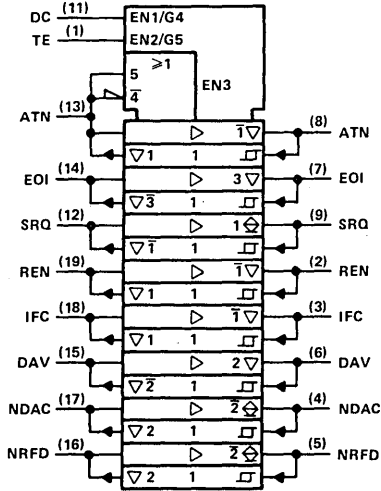 DC (11) EN1/G4
TE (1) EN2/G5
≥1
5 EN3
4̅
ATN (13)
1̅ ▽ (8) ATN
▽ 1 1
EOI (14) 3 ▽ (7) EOI
▽ 3̅ 1
SRQ (12) 1 (9) SRQ
▽ 1̅ 1
REN (19) 1̅ ▽ (2) REN
▽ 1 1
IFC (18) 1̅ ▽ (3) IFC
▽ 1 1
DAV (15) 2 ▽ (6) DAV
▽ 2̅ 1
NDAC (17) 2̅ (4) NDAC
▽ 2 1
NRFD (16) 2̅ (5) NRFD
▽ 2 1